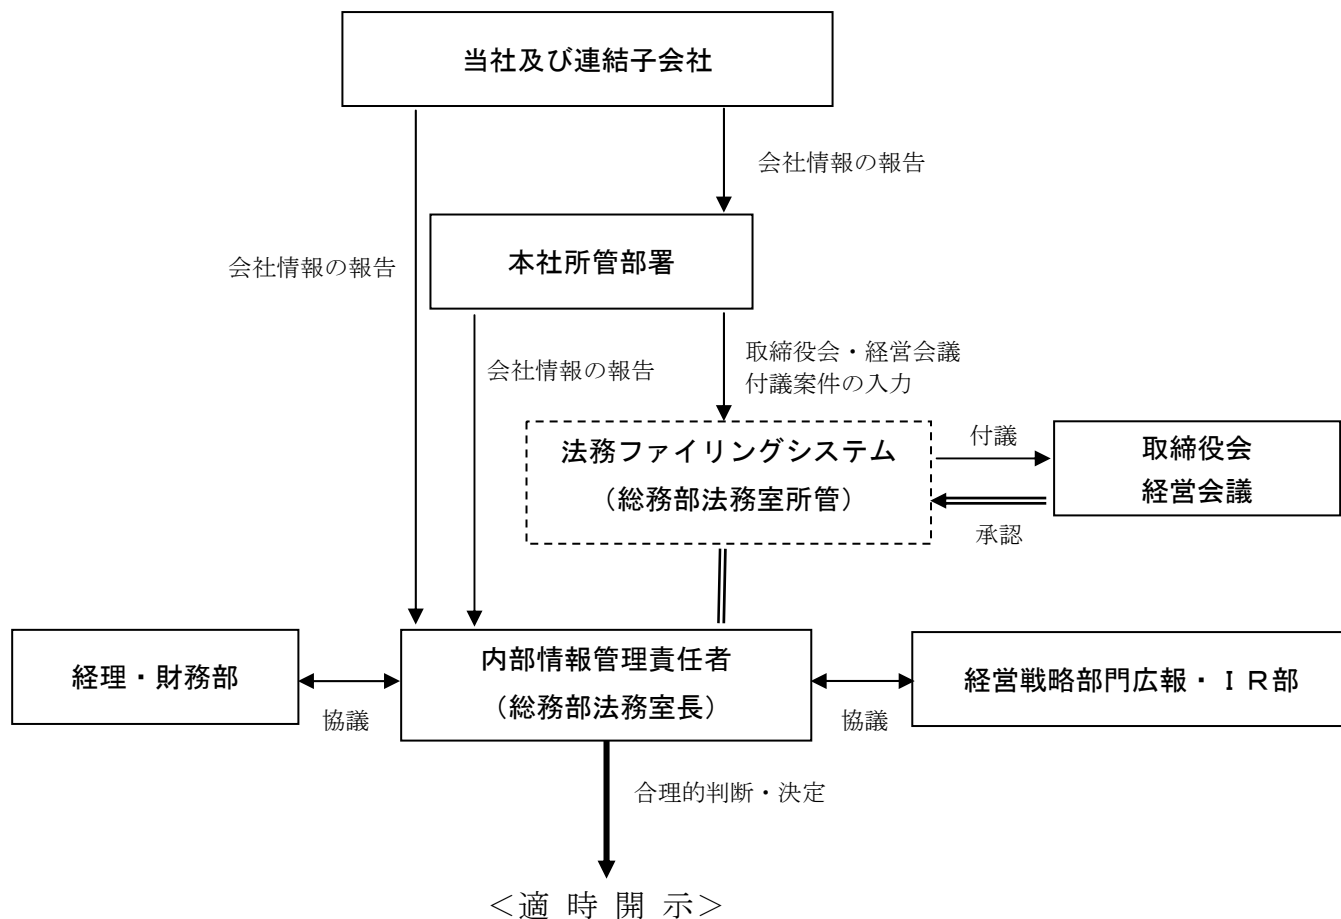 当社及び連結子会社
会社情報の報告
会社情報の報告
本社所管部署
会社情報の報告
取締役会・経営会議
付議案件の入力
法務ファイリングシステム
（総務部法務室所管）
付議
承認
取締役会
経営会議
経理・財務部
協議
内部情報管理責任者
（総務部法務室長）
協議
経営戦略部門広報・ＩＲ部
合理的判断・決定
＜適 時 開 示＞